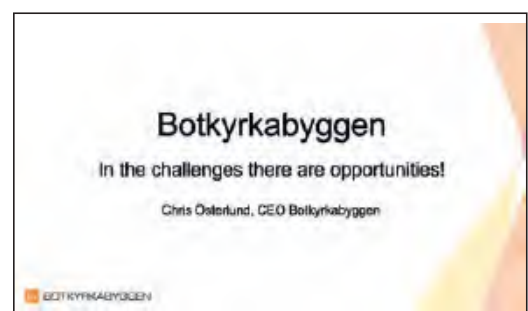 Botkyrkabyggen
In the challenges there are opportunities!
Chris Österlund, CEO Botkyrkabyggen
BOTKYRKABYGGEN